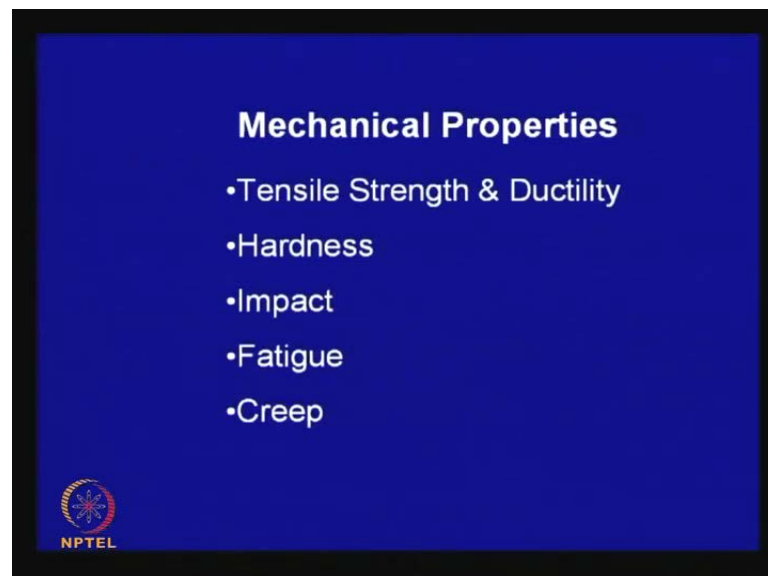 Mechanical Properties
•Tensile Strength & Ductility
•Hardness
•Impact
•Fatigue
•Creep
NPTEL